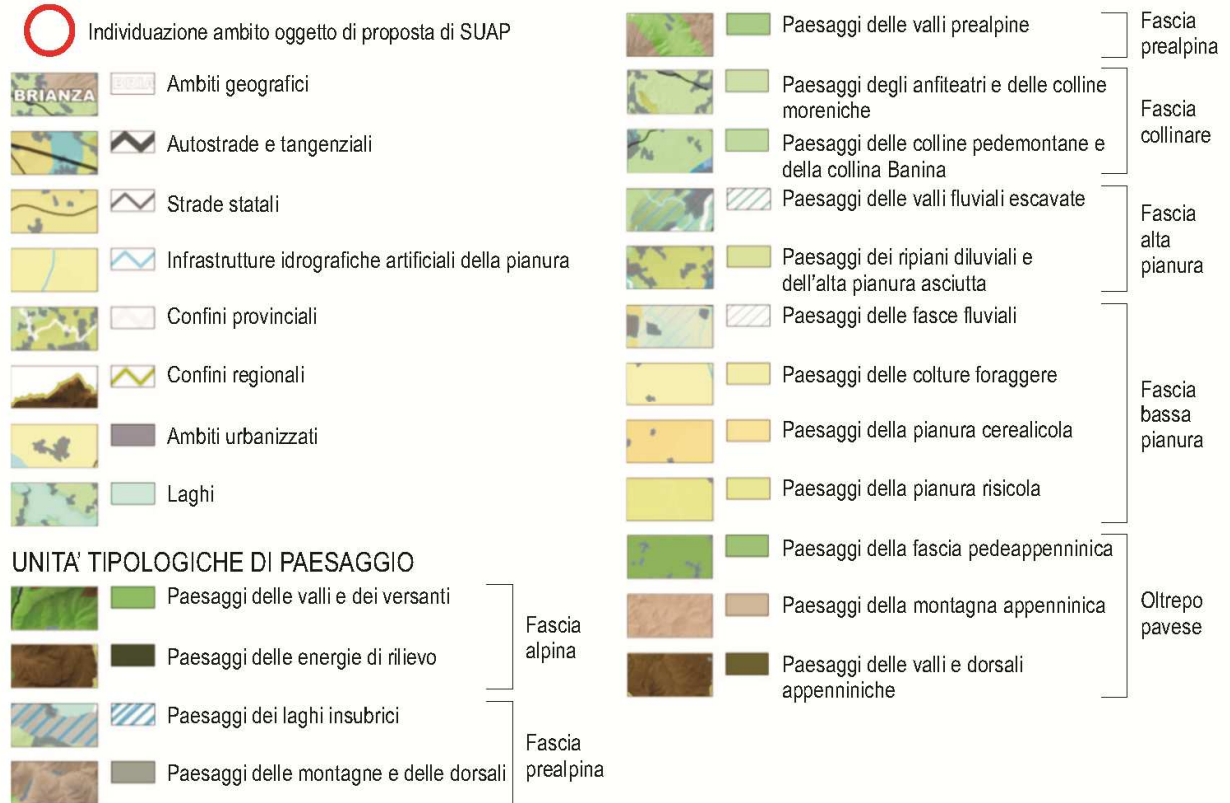 Individuazione ambito oggetto di proposta di SUAP
BRIANZA
BRIA
Ambiti geografici
Autostrade e tangenziali
Strade statali
Infrastrutture idrografiche artificiali della pianura
Confini provinciali
Confini regionali
Ambiti urbanizzati
Laghi
UNITA' TIPOLOGICHE DI PAESAGGIO
Paesaggi delle valli e dei versanti
Paesaggi delle energie di rilievo
Fascia
alpina
Paesaggi dei laghi insubrici
Paesaggi delle montagne e delle dorsali
Fascia
prealpina
Paesaggi delle valli prealpine
Fascia
prealpina
Paesaggi degli anfiteatri e delle colline
moreniche
Paesaggi delle colline pedemontane e
della collina Banina
Fascia
collinare
Paesaggi delle valli fluviali escavate
Paesaggi dei ripiani diluviali e
dell'alta pianura asciutta
Fascia
alta
pianura
Paesaggi delle fasce fluviali
Paesaggi delle colture foraggere
Paesaggi della pianura cerealicola
Paesaggi della pianura risicola
Fascia
bassa
pianura
Paesaggi della fascia pedeappenninica
Paesaggi della montagna appenninica
Paesaggi delle valli e dorsali
appenniniche
Oltrepo
pavese